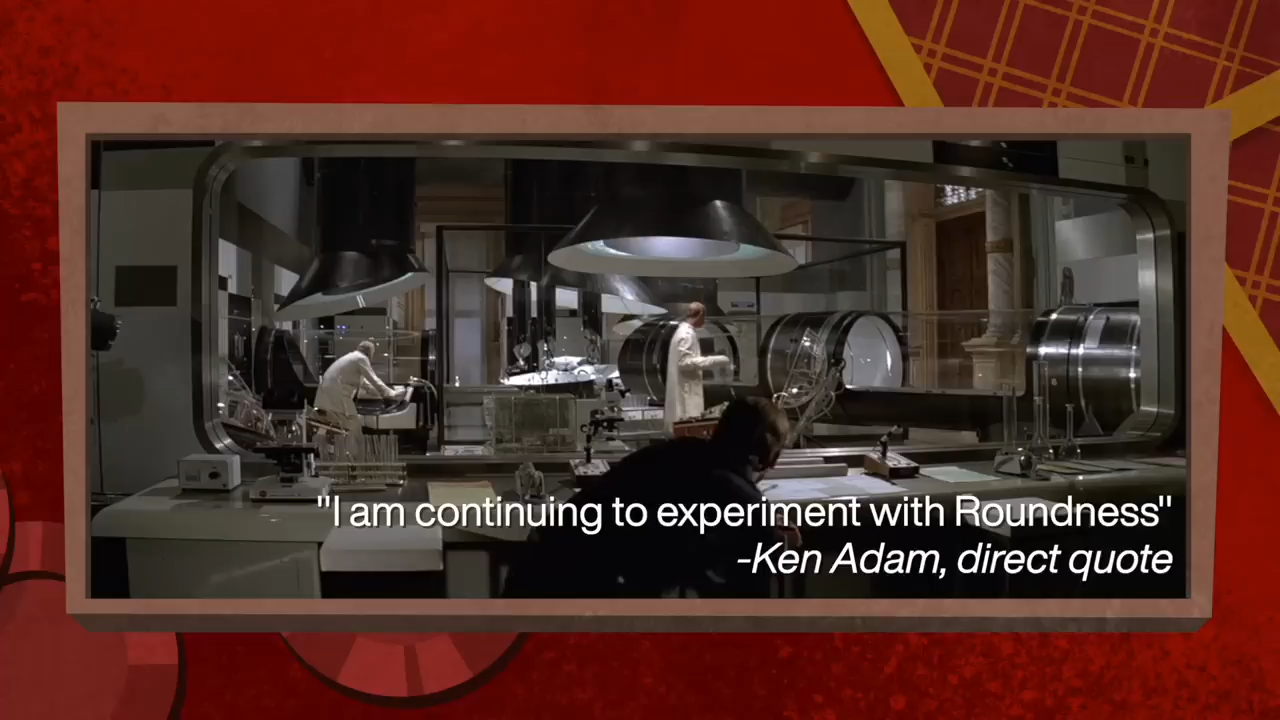 "I am continuing to experiment with Roundness"
-Ken Adam, direct quote